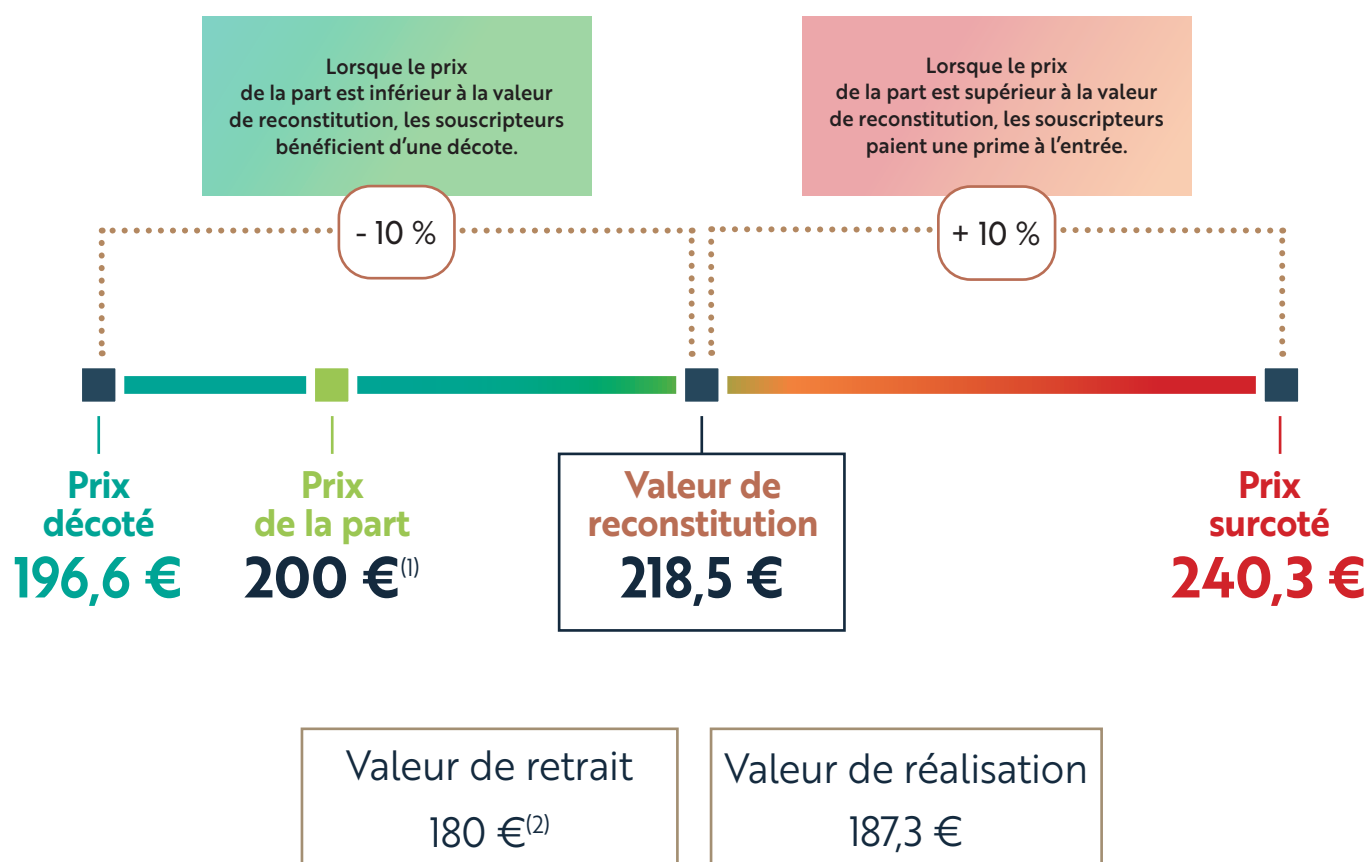 Lorsque le prix
de la part est inférieur à la valeur
de reconstitution, les souscripteurs
bénéficient d’une décote.
Lorsque le prix
de la part est supérieur à la valeur
de reconstitution, les souscripteurs
paient une prime à l’entrée.
- 10 %
+ 10 %
Prix
décoté
196,6 €
Prix
de la part
200 €(1)
Valeur de
reconstitution
218,5 €
Prix
surcoté
240,3 €
Valeur de retrait
180 €(2)
Valeur de réalisation
187,3 €